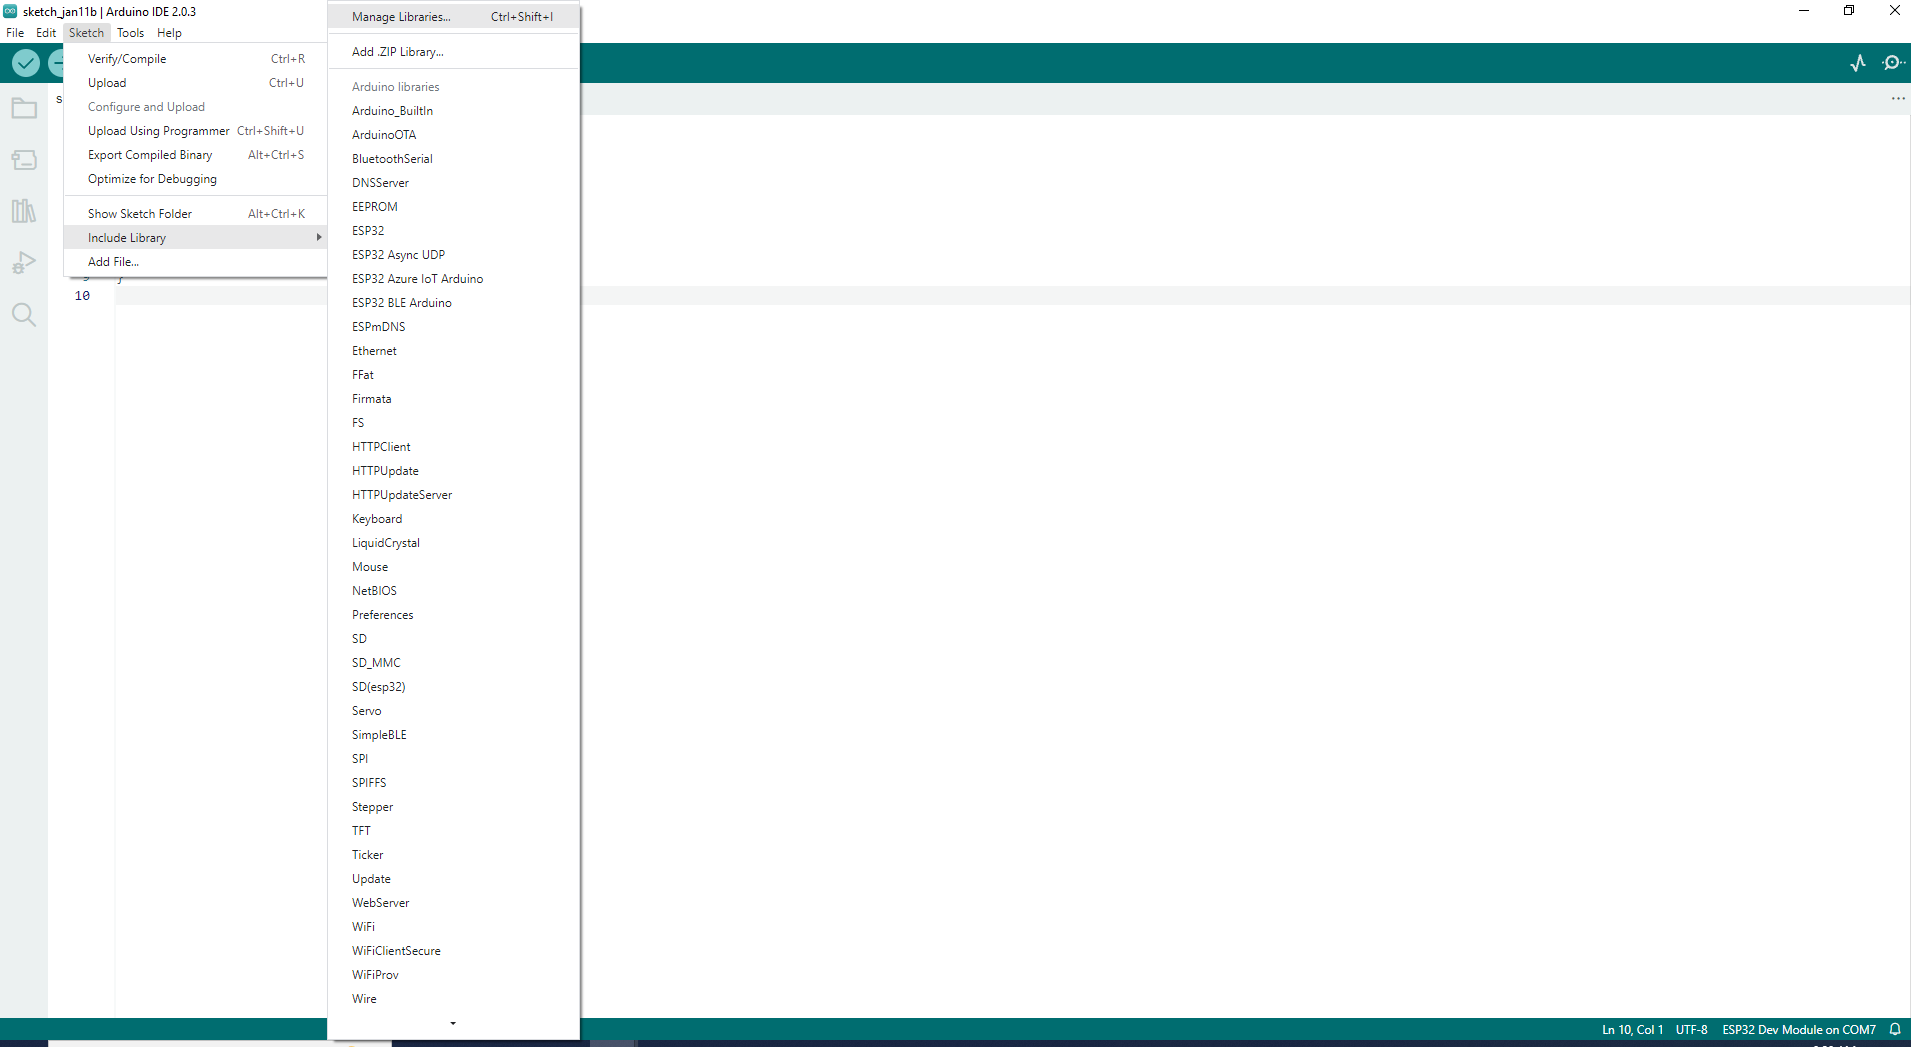 sketch_jan11b | Arduino IDE 2.0.3
File Edit Sketch Tools Help
Verify/Compile Ctrl+R
Upload Ctrl+U
Configure and Upload
Upload Using Programmer Ctrl+Shift+U
Export Compiled Binary Alt+Ctrl+S
Optimize for Debugging
Show Sketch Folder Alt+Ctrl+K
Include Library
Add File...
s
9 }
10
Manage Libraries... Ctrl+Shift+I
Add .ZIP Library...
Arduino libraries
Arduino_BuiltIn
ArduinoOTA
BluetoothSerial
DNSServer
EEPROM
ESP32
ESP32 Async UDP
ESP32 Azure IoT Arduino
ESP32 BLE Arduino
ESPmDNS
Ethernet
FFat
Firmata
FS
HTTPClient
HTTPUpdate
HTTPUpdateServer
Keyboard
LiquidCrystal
Mouse
NetBIOS
Preferences
SD
SD_MMC
SD(esp32)
Servo
SimpleBLE
SPI
SPIFFS
Stepper
TFT
Ticker
Update
WebServer
WiFi
WiFiClientSecure
WiFiProv
Wire
Ln 10, Col 1 UTF-8 ESP32 Dev Module on COM7